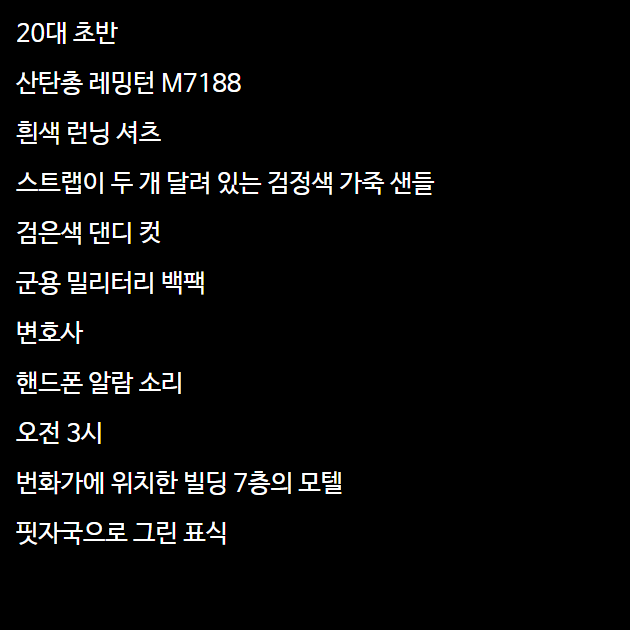 20대 초반
산탄총 레밍턴 M7188
흰색 런닝 셔츠
스트랩이 두 개 달려 있는 검정색 가죽 샌들
검은색 댄디 컷
군용 밀리터리 백팩
변호사
핸드폰 알람 소리
오전 3시
번화가에 위치한 빌딩 7층의 모텔
핏자국으로 그린 표식